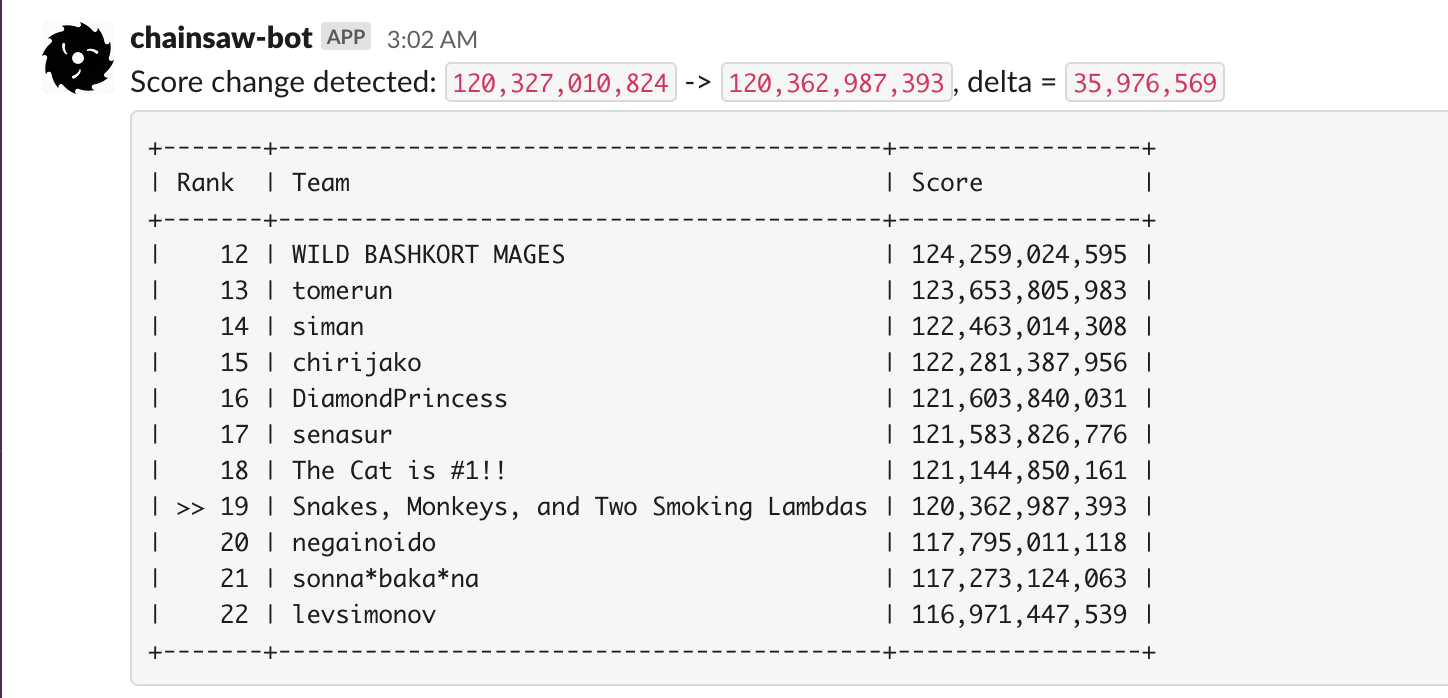 chainsaw-bot APP 3:02 AM
Score change detected: 120,327,010,824 -> 120,362,987,393, delta = 35,976,569
+-------+------------------------------------------+-----------------+
| Rank  | Team                                     | Score           |
+-------+------------------------------------------+-----------------+
|    12 | WILD BASHKORT MAGES                      | 124,259,024,595 |
|    13 | tomerun                                  | 123,653,805,983 |
|    14 | siman                                    | 122,463,014,308 |
|    15 | chirijako                                | 122,281,387,956 |
|    16 | DiamondPrincess                          | 121,603,840,031 |
|    17 | senasur                                  | 121,583,826,776 |
|    18 | The Cat is #1!!                          | 121,144,850,161 |
| >> 19 | Snakes, Monkeys, and Two Smoking Lambdas | 120,362,987,393 |
|    20 | negainoido                               | 117,795,011,118 |
|    21 | sonna*baka*na                            | 117,273,124,063 |
|    22 | levsimonov                               | 116,971,447,539 |
+-------+------------------------------------------+-----------------+